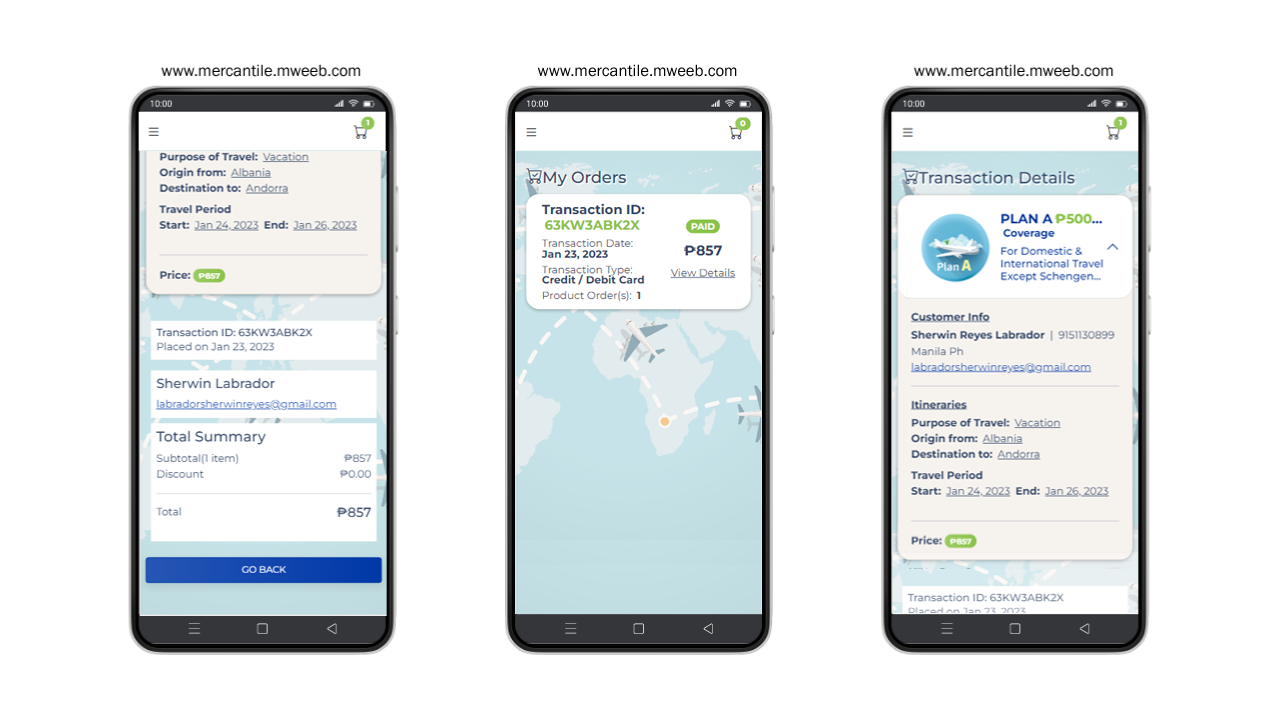 www.mercantile.mweeb.com
10:00
1
Purpose of Travel: Vacation
Origin from: Albania
Destination to: Andorra
Travel Period
Start: Jan 24, 2023 End: Jan 26, 2023
Price: ₱857
Transaction ID: 63KW3ABK2X
Placed on Jan 23, 2023
Sherwin Labrador
labradorsherwinreyes@gmail.com
Total Summary
Subtotal(1 item) ₱857
Discount ₱0.00
Total ₱857
GO BACK
www.mercantile.mweeb.com
10:00
0
My Orders
Transaction ID:
63KW3ABK2X
PAID
Transaction Date:
Jan 23, 2023
₱857
Transaction Type:
Credit / Debit Card
View Details
Product Order(s): 1
www.mercantile.mweeb.com
10:00
1
Transaction Details
Plan A
PLAN A ₱500...
Coverage
For Domestic &
International Travel
Except Schengen...
Customer Info
Sherwin Reyes Labrador | 9151130899
Manila Ph
labradorsherwinreyes@gmail.com
Itineraries
Purpose of Travel: Vacation
Origin from: Albania
Destination to: Andorra
Travel Period
Start: Jan 24, 2023 End: Jan 26, 2023
Price: ₱857
Transaction ID: 63KW3ABK2X
Placed on Jan 23, 2023